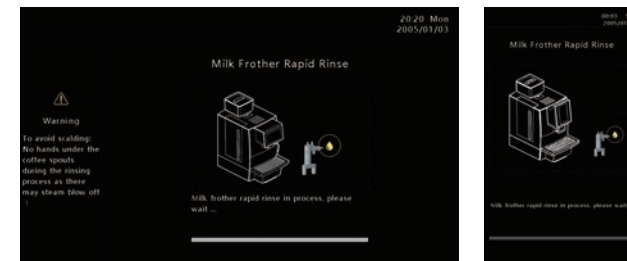 20:20 Mon
2005/01/03
Milk Frother Rapid Rinse
Warning
To avoid scalding:
No hands under the
coffee spouts
during the rinsing
process as there
may steam blow off
!
Milk frother rapid rinse in process, please
wait ...
Milk Frother Rapid Rinse
Milk frother rapid rinse in process, please wait